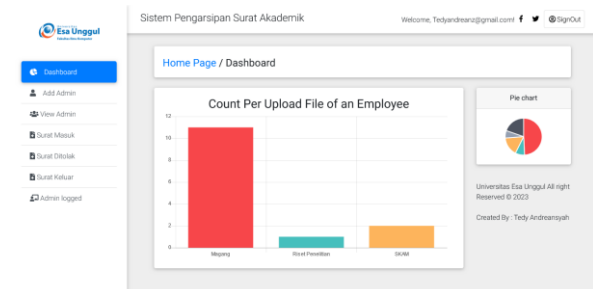 Esa Unggul
Sistem Pengarsipan Surat Akademik
Welcome, Tedyandreanz@gmail.com!
SignOut
Dashboard
Add Admin
View Admin
Surat Masuk
Surat Ditolak
Surat Keluar
Admin logged
Home Page / Dashboard
Count Per Upload File of an Employee
12
10
8
6
4
2
0
Magang
Riset Penelitian
SKAM
Pie chart
Universitas Esa Unggul All right
Reserved © 2023
Created By : Tedy Andreansyah